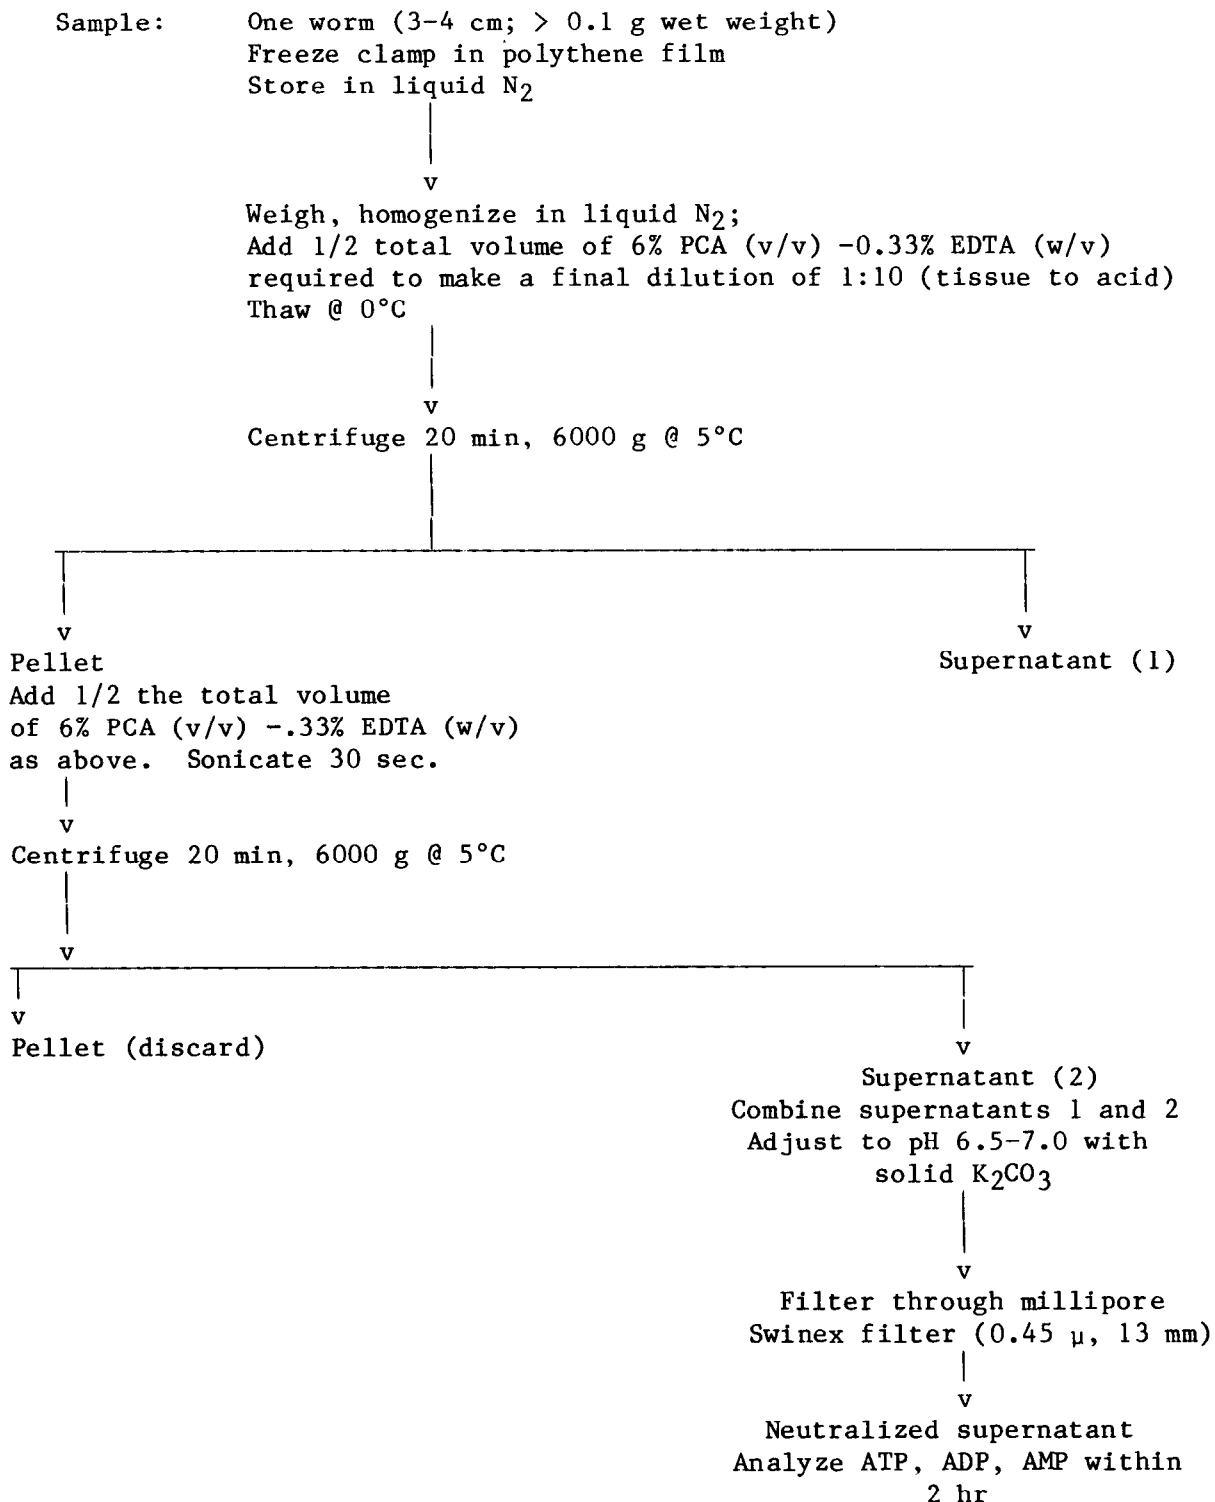 Sample: One worm (3-4 cm; > 0.1 g wet weight)
Freeze clamp in polythene film
Store in liquid N2
v
Weigh, homogenize in liquid N2;
Add 1/2 total volume of 6% PCA (v/v) -0.33% EDTA (w/v)
required to make a final dilution of 1:10 (tissue to acid)
Thaw @ 0°C
v
Centrifuge 20 min, 6000 g @ 5°C
v
v
Pellet
Supernatant (1)
Add 1/2 the total volume
of 6% PCA (v/v) -.33% EDTA (w/v)
as above. Sonicate 30 sec.
v
Centrifuge 20 min, 6000 g @ 5°C
v
v
Pellet (discard)
v
Supernatant (2)
Combine supernatants 1 and 2
Adjust to pH 6.5-7.0 with
solid K2CO3
v
Filter through millipore
Swinex filter (0.45 μ, 13 mm)
v
Neutralized supernatant
Analyze ATP, ADP, AMP within
2 hr